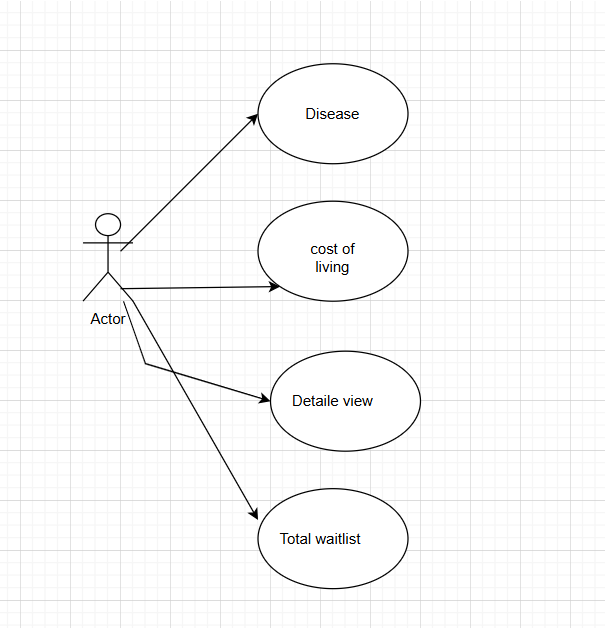 Disease
cost of
living
Actor
Detaile view
Total waitlist